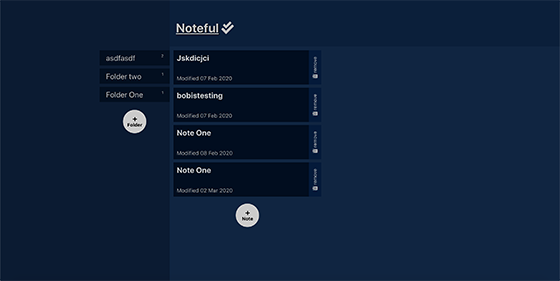 Noteful
asdfasdf
Folder two
Folder One
+
Folder
Jskdicjci
Modified 07 Feb 2020
remove
bobistesting
Modified 07 Feb 2020
remove
Note One
Modified 08 Feb 2020
remove
Note One
Modified 02 Mar 2020
remove
+
Note